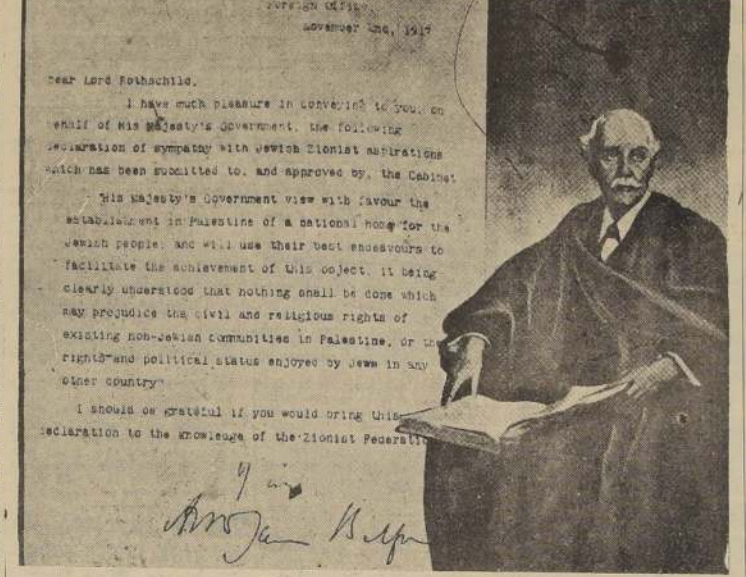 Foreign Office,
November 2nd, 1917
Dear Lord Rothschild,
I have much pleasure in conveying to you, on
behalf of His Majesty's Government, the following
declaration of sympathy with Jewish Zionist aspirations
which has been submitted to, and approved by, the Cabinet
"His Majesty's Government view with favour the
establishment in Palestine of a national home for the
Jewish people, and will use their best endeavours to
facilitate the achievement of this object, it being
clearly understood that nothing shall be done which
may prejudice the civil and religious rights of
existing non-Jewish communities in Palestine, or the
rights and political status enjoyed by Jews in any
other country"
I should be grateful if you would bring this
declaration to the knowledge of the Zionist Federation
Arthur James Balfour